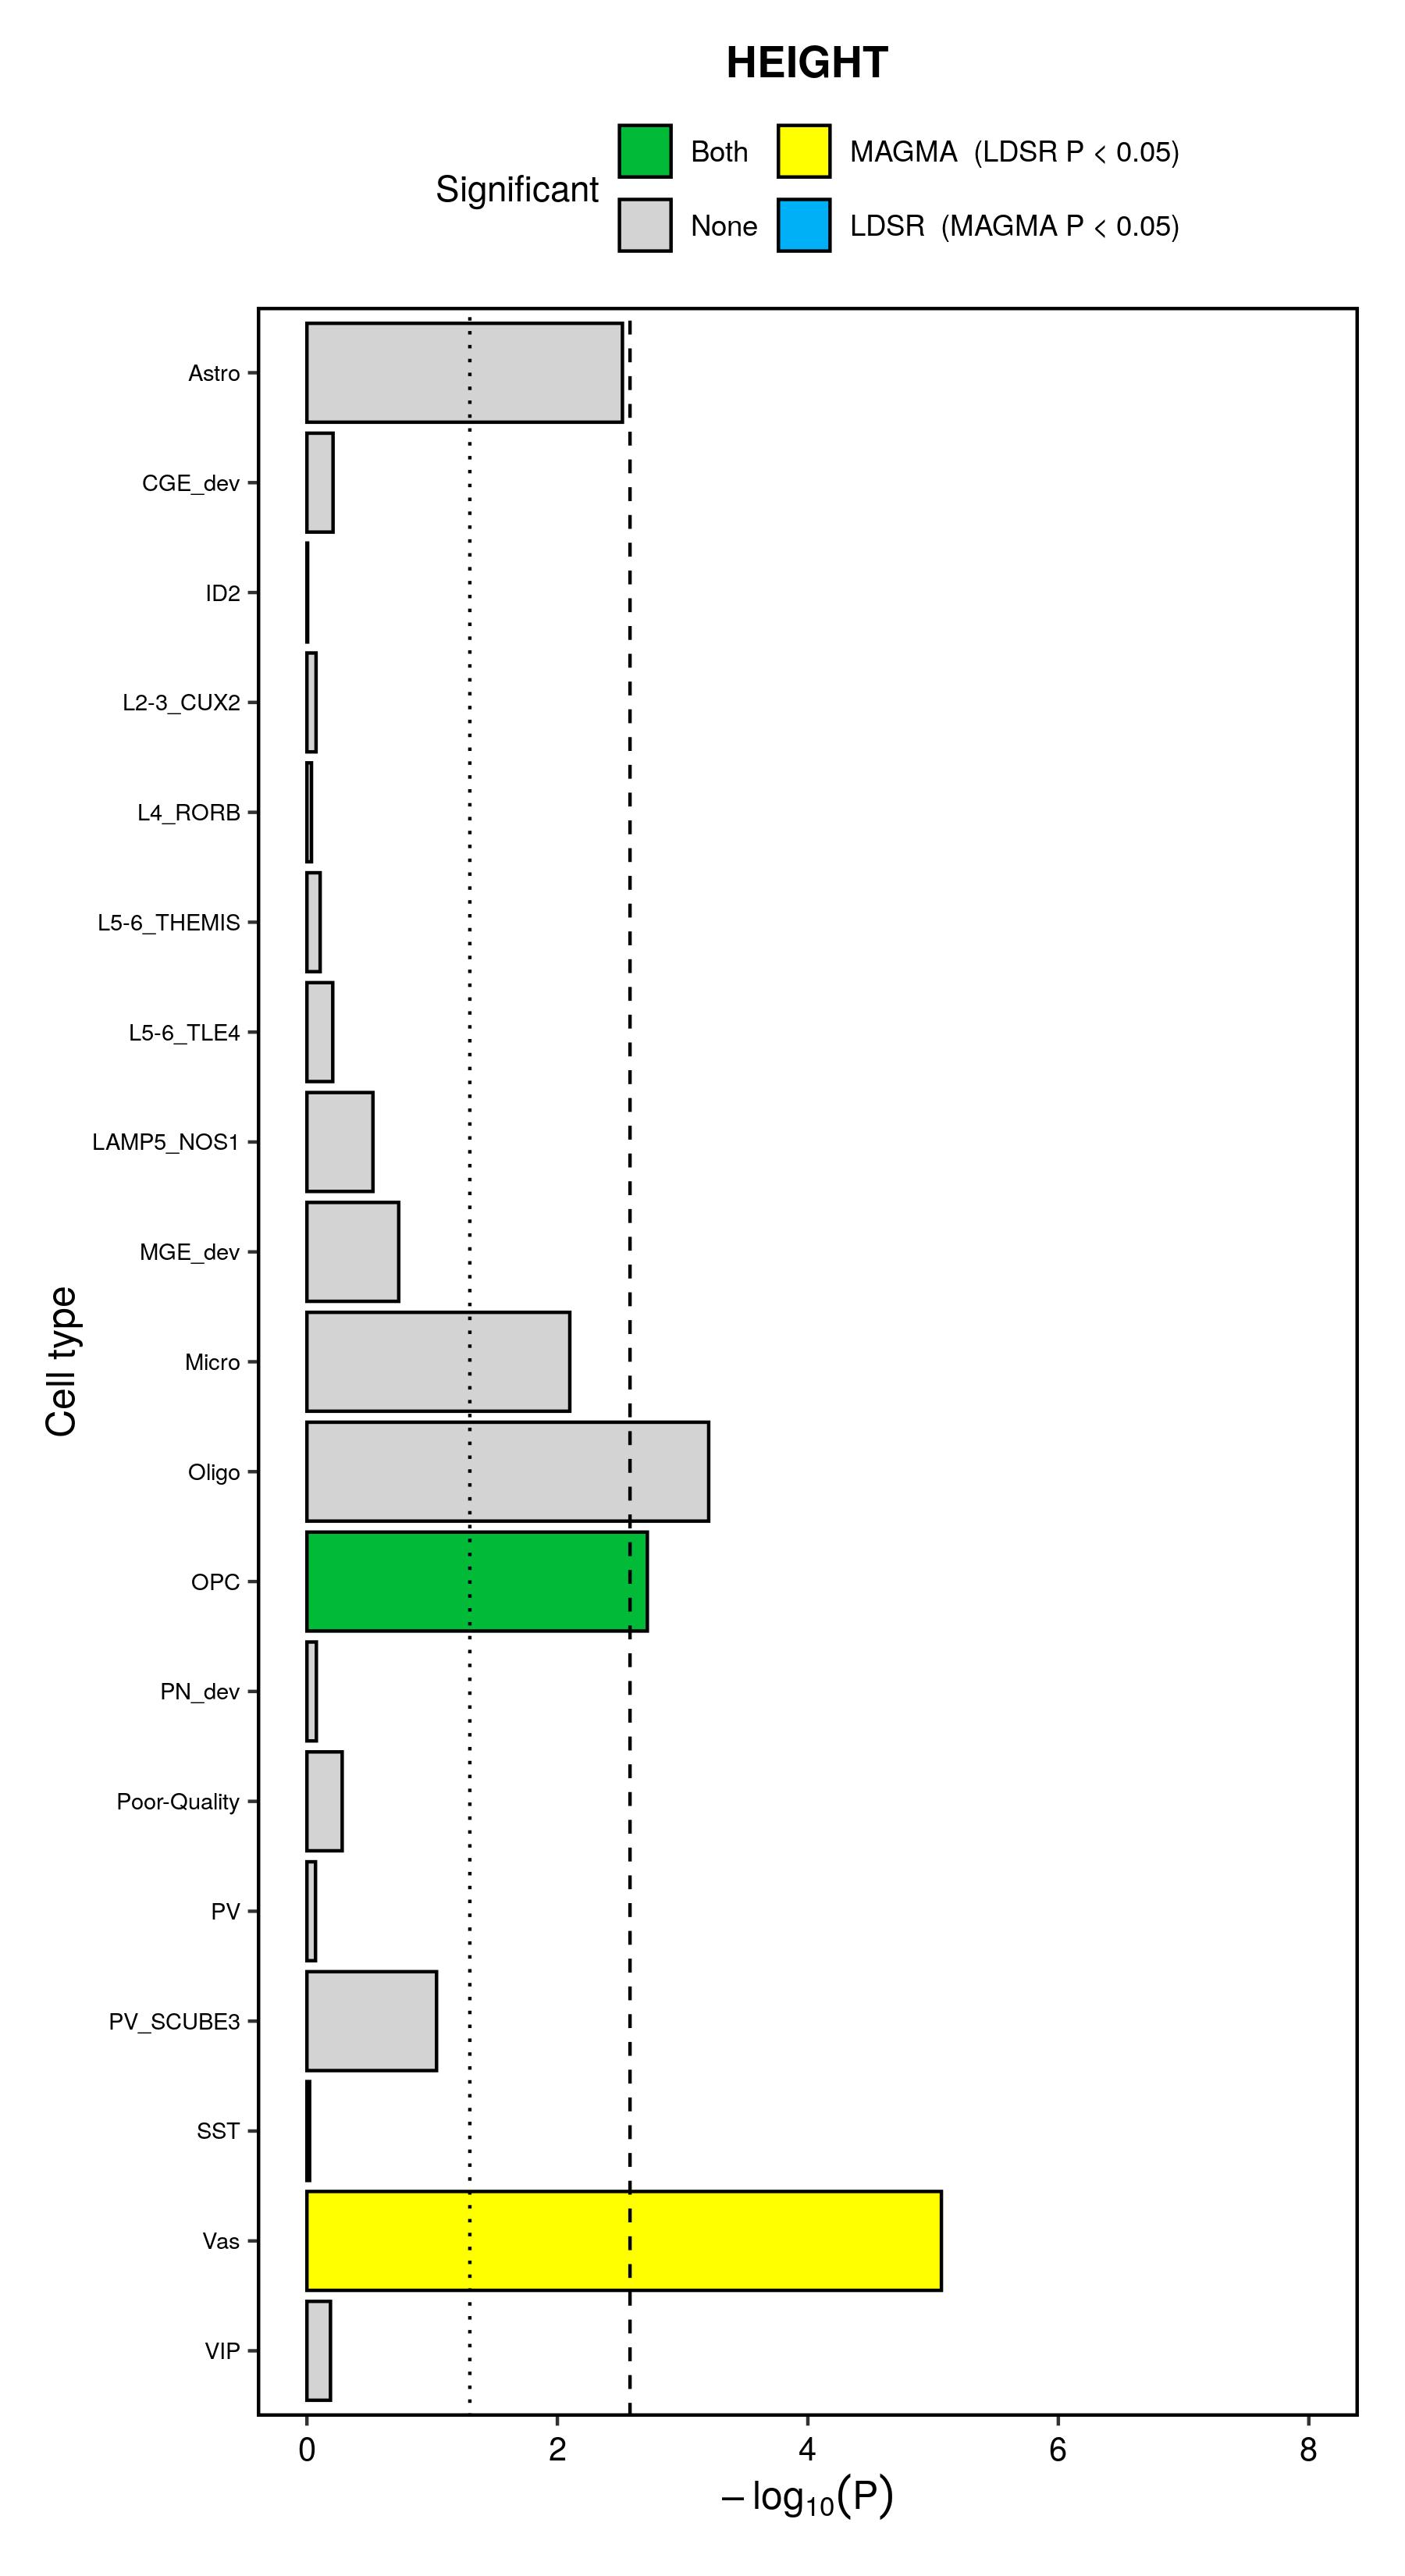 HEIGHT
Significant
Both
MAGMA (LDSR P < 0.05)
None
LDSR (MAGMA P < 0.05)
Cell type
Astro
CGE_dev
ID2
L2-3_CUX2
L4_RORB
L5-6_THEMIS
L5-6_TLE4
LAMP5_NOS1
MGE_dev
Micro
Oligo
OPC
PN_dev
Poor-Quality
PV
PV_SCUBE3
SST
Vas
VIP
0 2 4 6 8
− log₁₀(P)